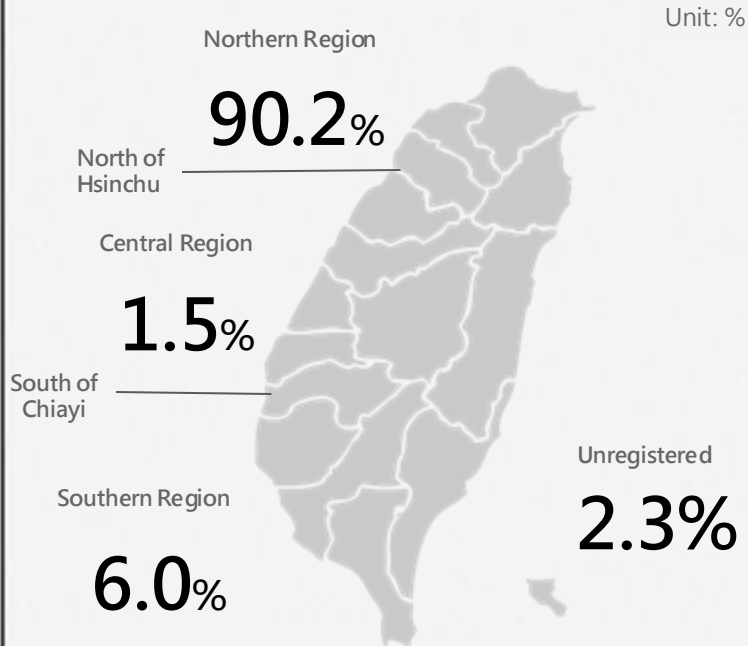 Unit: %
Northern Region
90.2%
North of
Hsinchu
Central Region
1.5%
South of
Chiayi
Unregistered
2.3%
Southern Region
6.0%